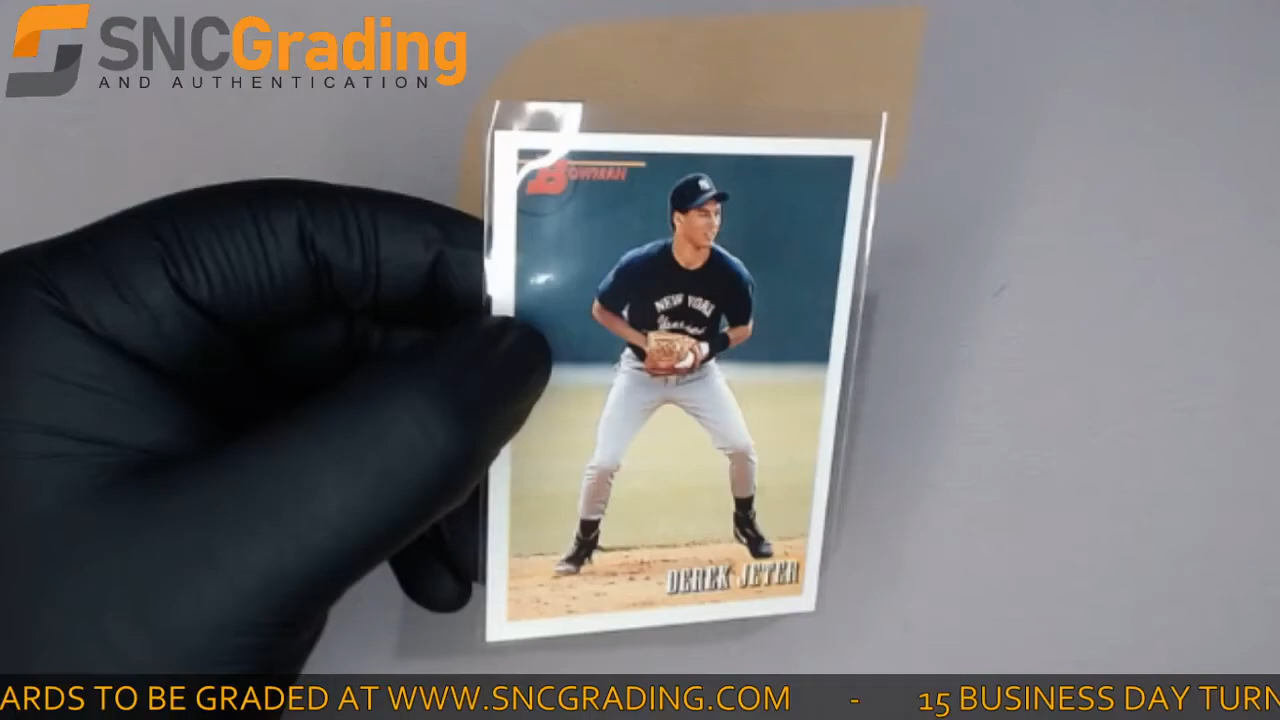 SNCGrading
AND AUTHENTICATION
BOWMAN
NEW YORK
Yankees
DEREK JETER
ARDS TO BE GRADED AT WWW.SNCGRADING.COM - 15 BUSINESS DAY TURN